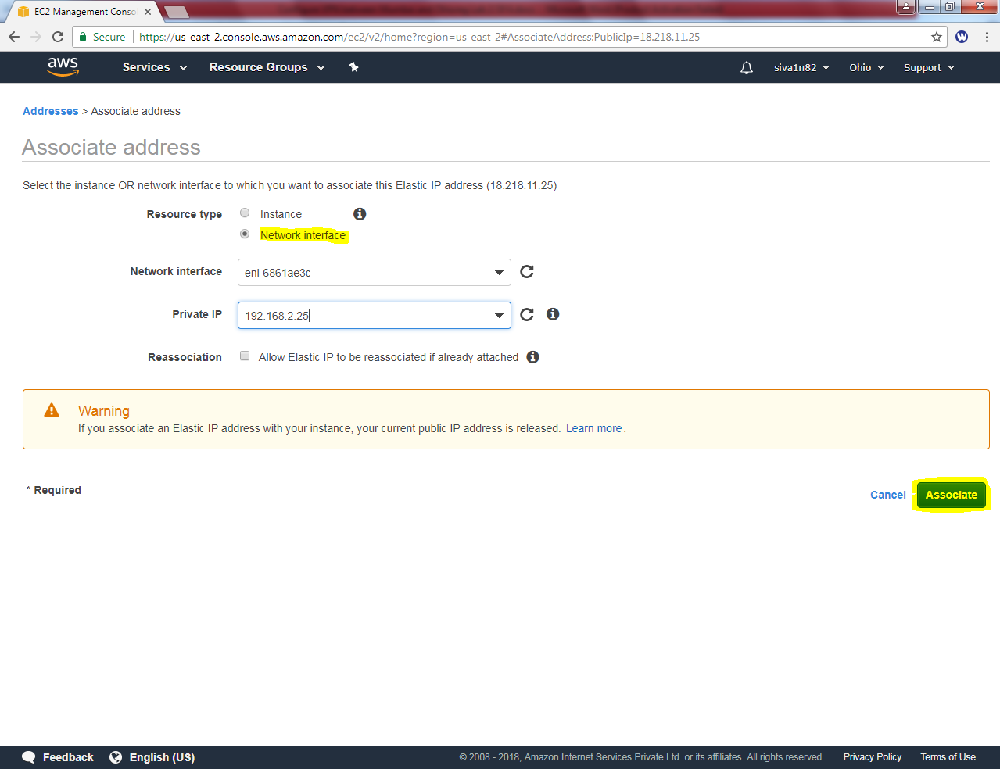 EC2 Management Conso
Secure https://us-east-2.console.aws.amazon.com/ec2/v2/home?region=us-east-2#AssociateAddress:PublicIp=18.218.11.25
W
aws Services Resource Groups siva1n82 Ohio Support
Addresses > Associate address
Associate address
Select the instance OR network interface to which you want to associate this Elastic IP address (18.218.11.25)
Resource type Instance
Network interface
Network interface eni-6861ae3c
Private IP 192.168.2.25
Reassociation Allow Elastic IP to be reassociated if already attached
Warning
If you associate an Elastic IP address with your instance, your current public IP address is released. Learn more.
* Required
Cancel Associate
Feedback English (US) © 2008 - 2018, Amazon Internet Services Private Ltd. or its affiliates. All rights reserved. Privacy Policy Terms of Use